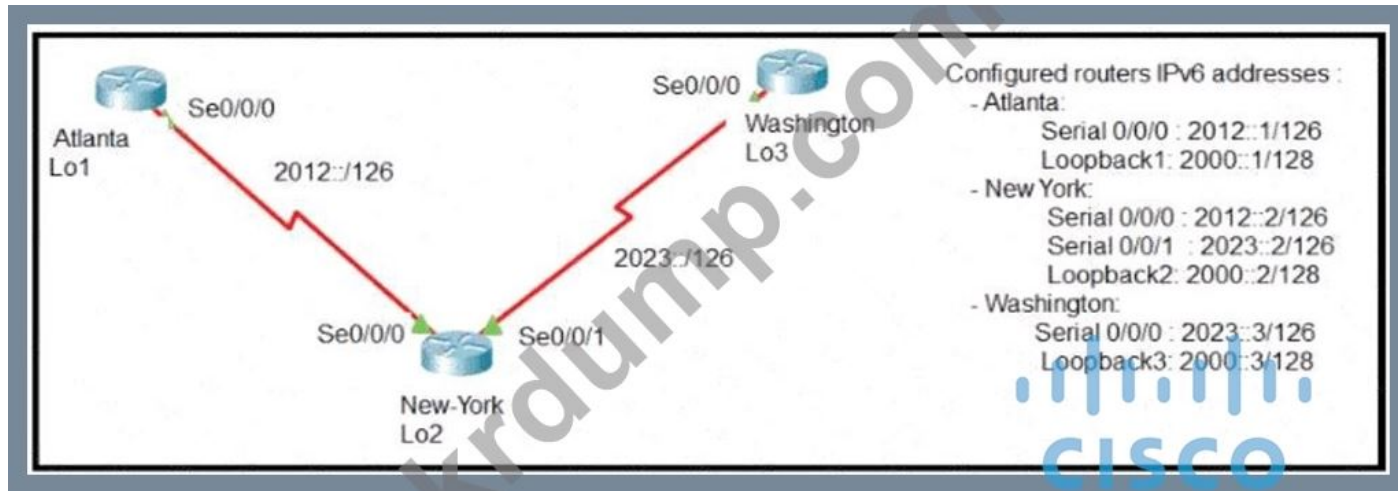 Se0/0/0
Atlanta
Lo1
2012::/126
Se0/0/0
Washington
Lo3
2023::/126
Se0/0/0
Se0/0/1
New-York
Lo2
Configured routers IPv6 addresses :
- Atlanta:
Serial 0/0/0 : 2012::1/126
Loopback1: 2000::1/128
- New York:
Serial 0/0/0 : 2012::2/126
Serial 0/0/1 : 2023::2/126
Loopback2: 2000::2/128
- Washington:
Serial 0/0/0 : 2023::3/126
Loopback3: 2000::3/128
CISCO
krdump.com